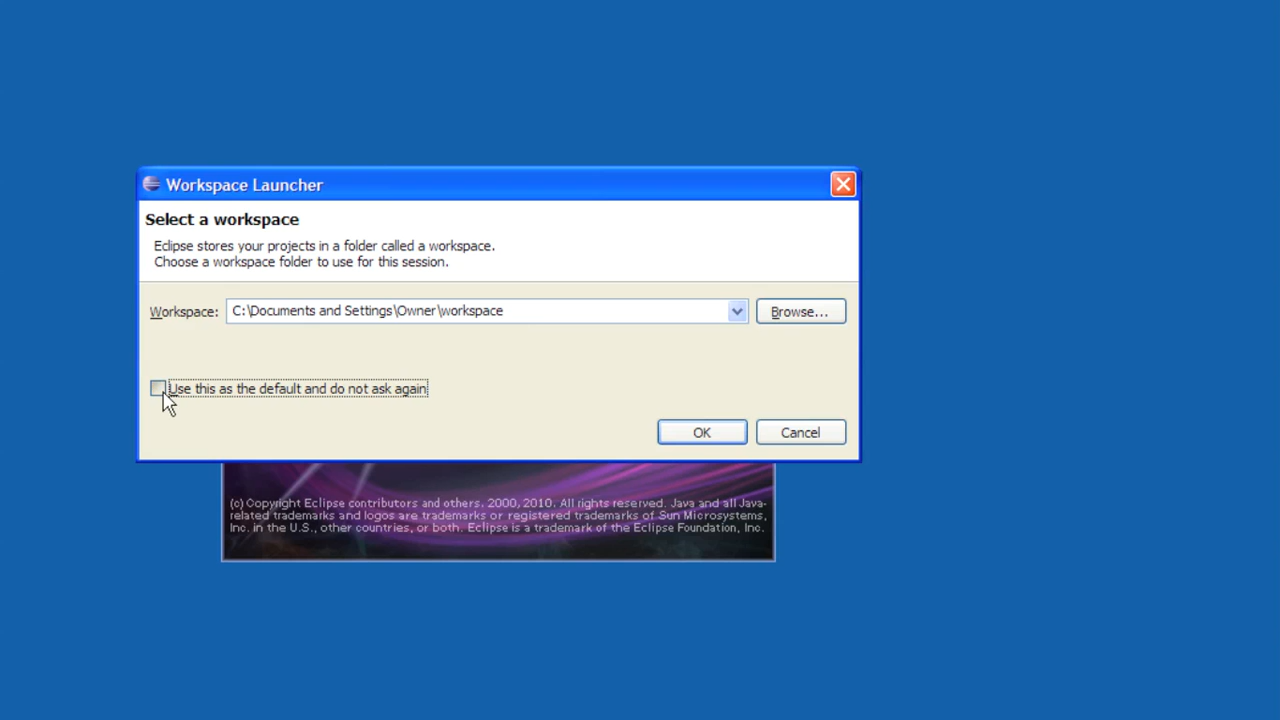 Workspace Launcher
Select a workspace
Eclipse stores your projects in a folder called a workspace.
Choose a workspace folder to use for this session.
Workspace: C:\Documents and Settings\Owner\workspace Browse...
Use this as the default and do not ask again
OK Cancel
(c) Copyright Eclipse contributors and others. 2000, 2010. All rights reserved. Java and all Java-
related trademarks and logos are trademarks or registered trademarks of Sun Microsystems,
Inc. in the U.S., other countries, or both. Eclipse is a trademark of the Eclipse Foundation, Inc.